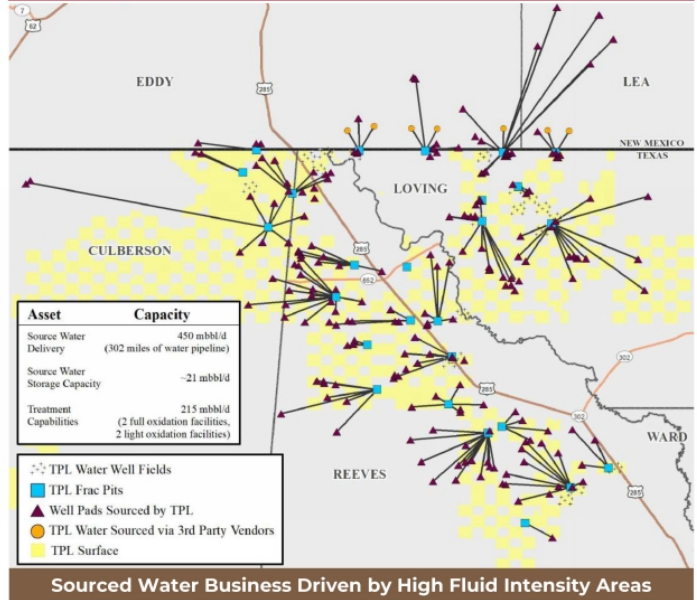 7
62
EDDY
285
LEA
NEW MEXICO
TEXAS
LOVING
CULBERSON
285
652
Asset Capacity
Source Water Delivery 450 mbbl/d (302 miles of water pipeline)
Source Water Storage Capacity ~21 mbbl/d
Treatment Capabilities 215 mbbl/d (2 full oxidation facilities, 2 light oxidation facilities)
302
285
302
WARD
REEVES
285
TPL Water Well Fields
TPL Frac Pits
Well Pads Sourced by TPL
TPL Water Sourced via 3rd Party Vendors
TPL Surface
Sourced Water Business Driven by High Fluid Intensity Areas